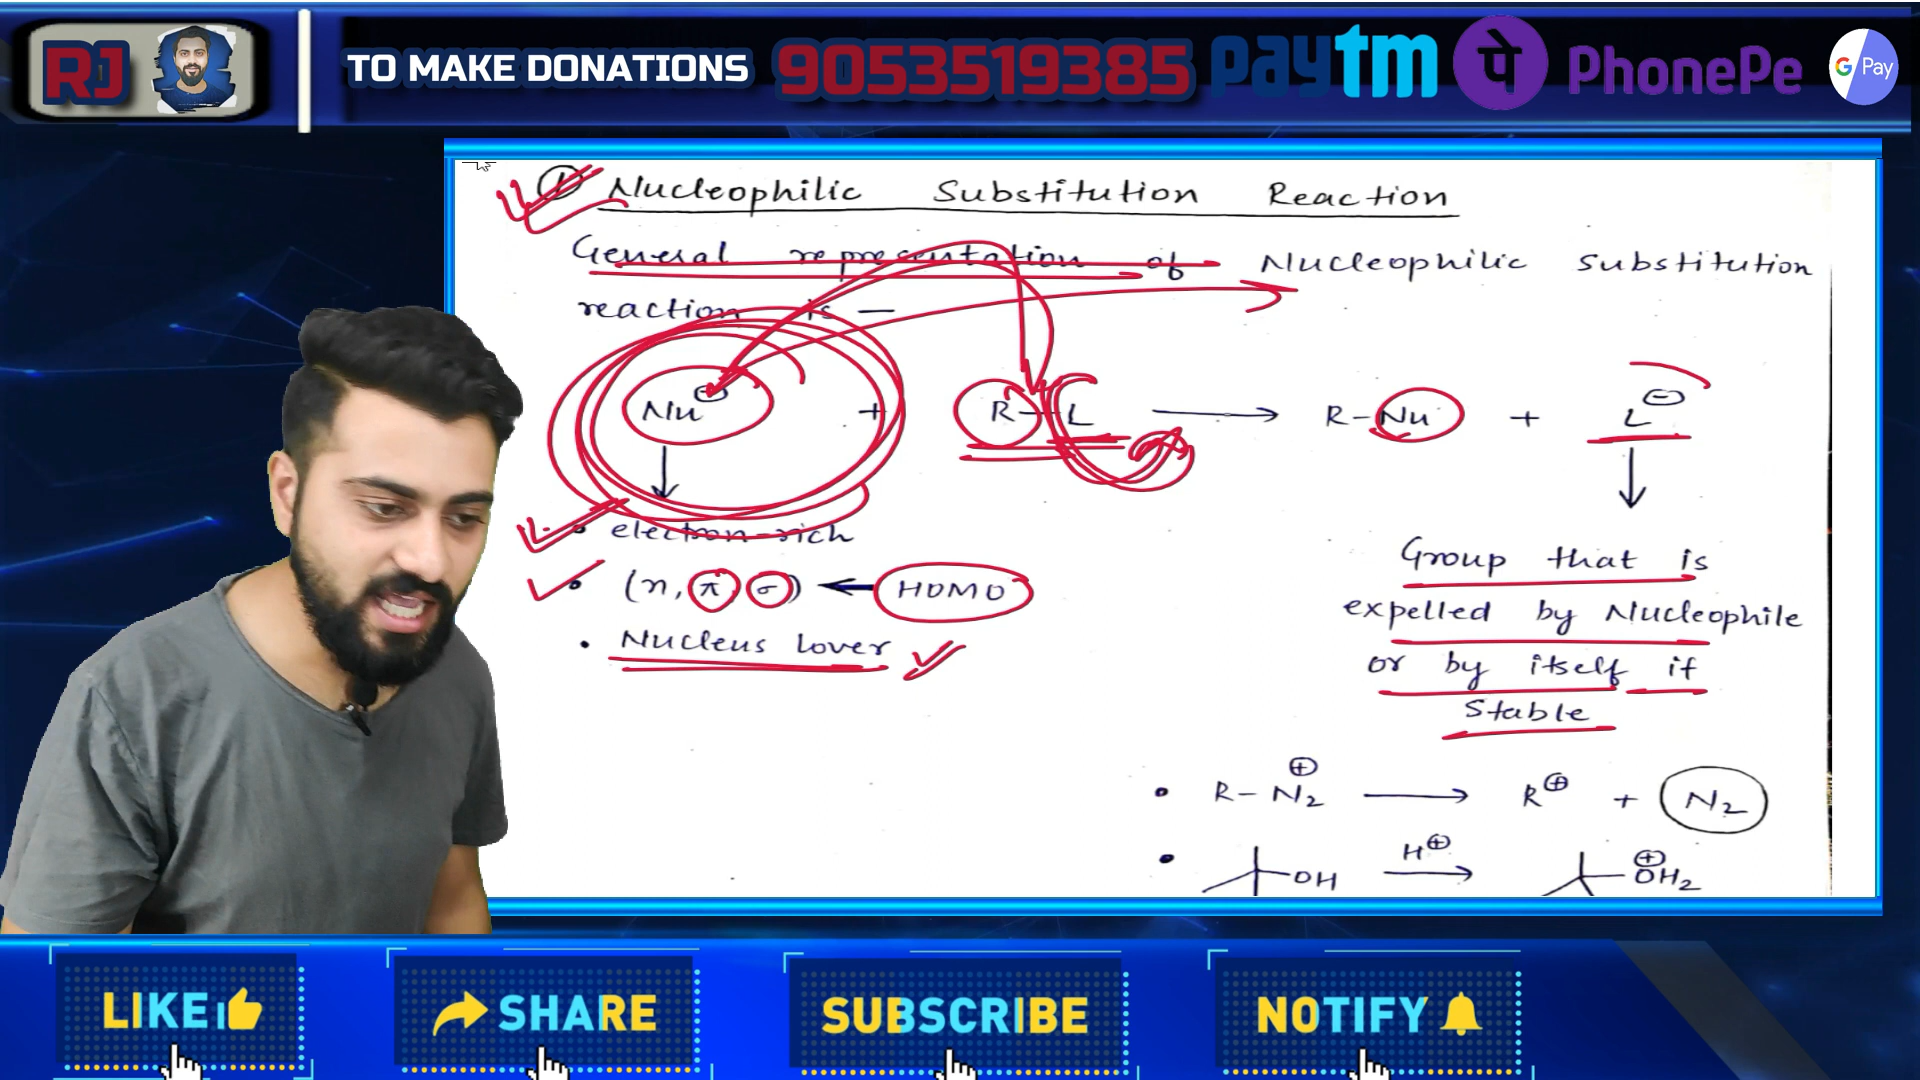 RJ
TO MAKE DONATIONS 9053519385 paytm पे PhonePe G Pay
① Nucleophilic Substitution Reaction
General representation of Nucleophilic substitution
reaction is —
Nu⊖ + R-L ⟶ R-Nu + L⊖
• electron-rich
• (n, π, σ) ⟵ HOMO
• Nucleus lover
Group that is
expelled by Nucleophile
or by itself if
Stable
• R-N₂⊕ ⟶ R⊕ + N₂
• OH H⊕ ⟶ ⊕OH₂
LIKE SHARE SUBSCRIBE NOTIFY